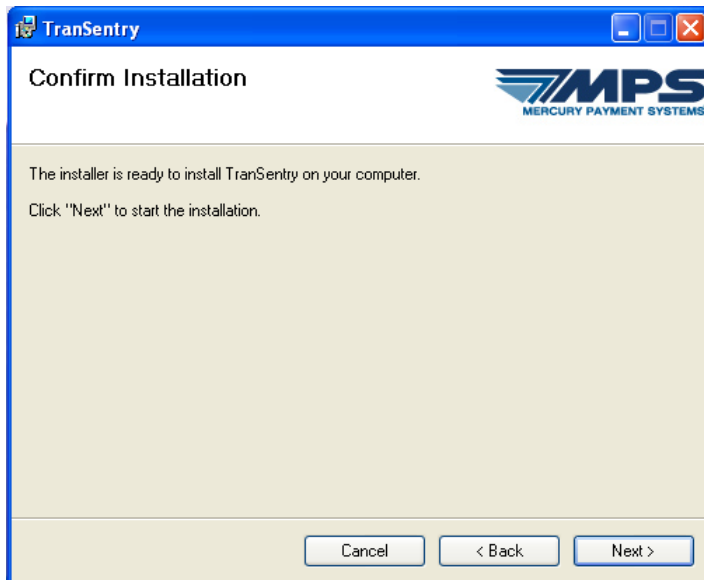 TranSentry
Confirm Installation
MPS
MERCURY PAYMENT SYSTEMS
The installer is ready to install TranSentry on your computer.
Click "Next" to start the installation.
Cancel
< Back
Next >